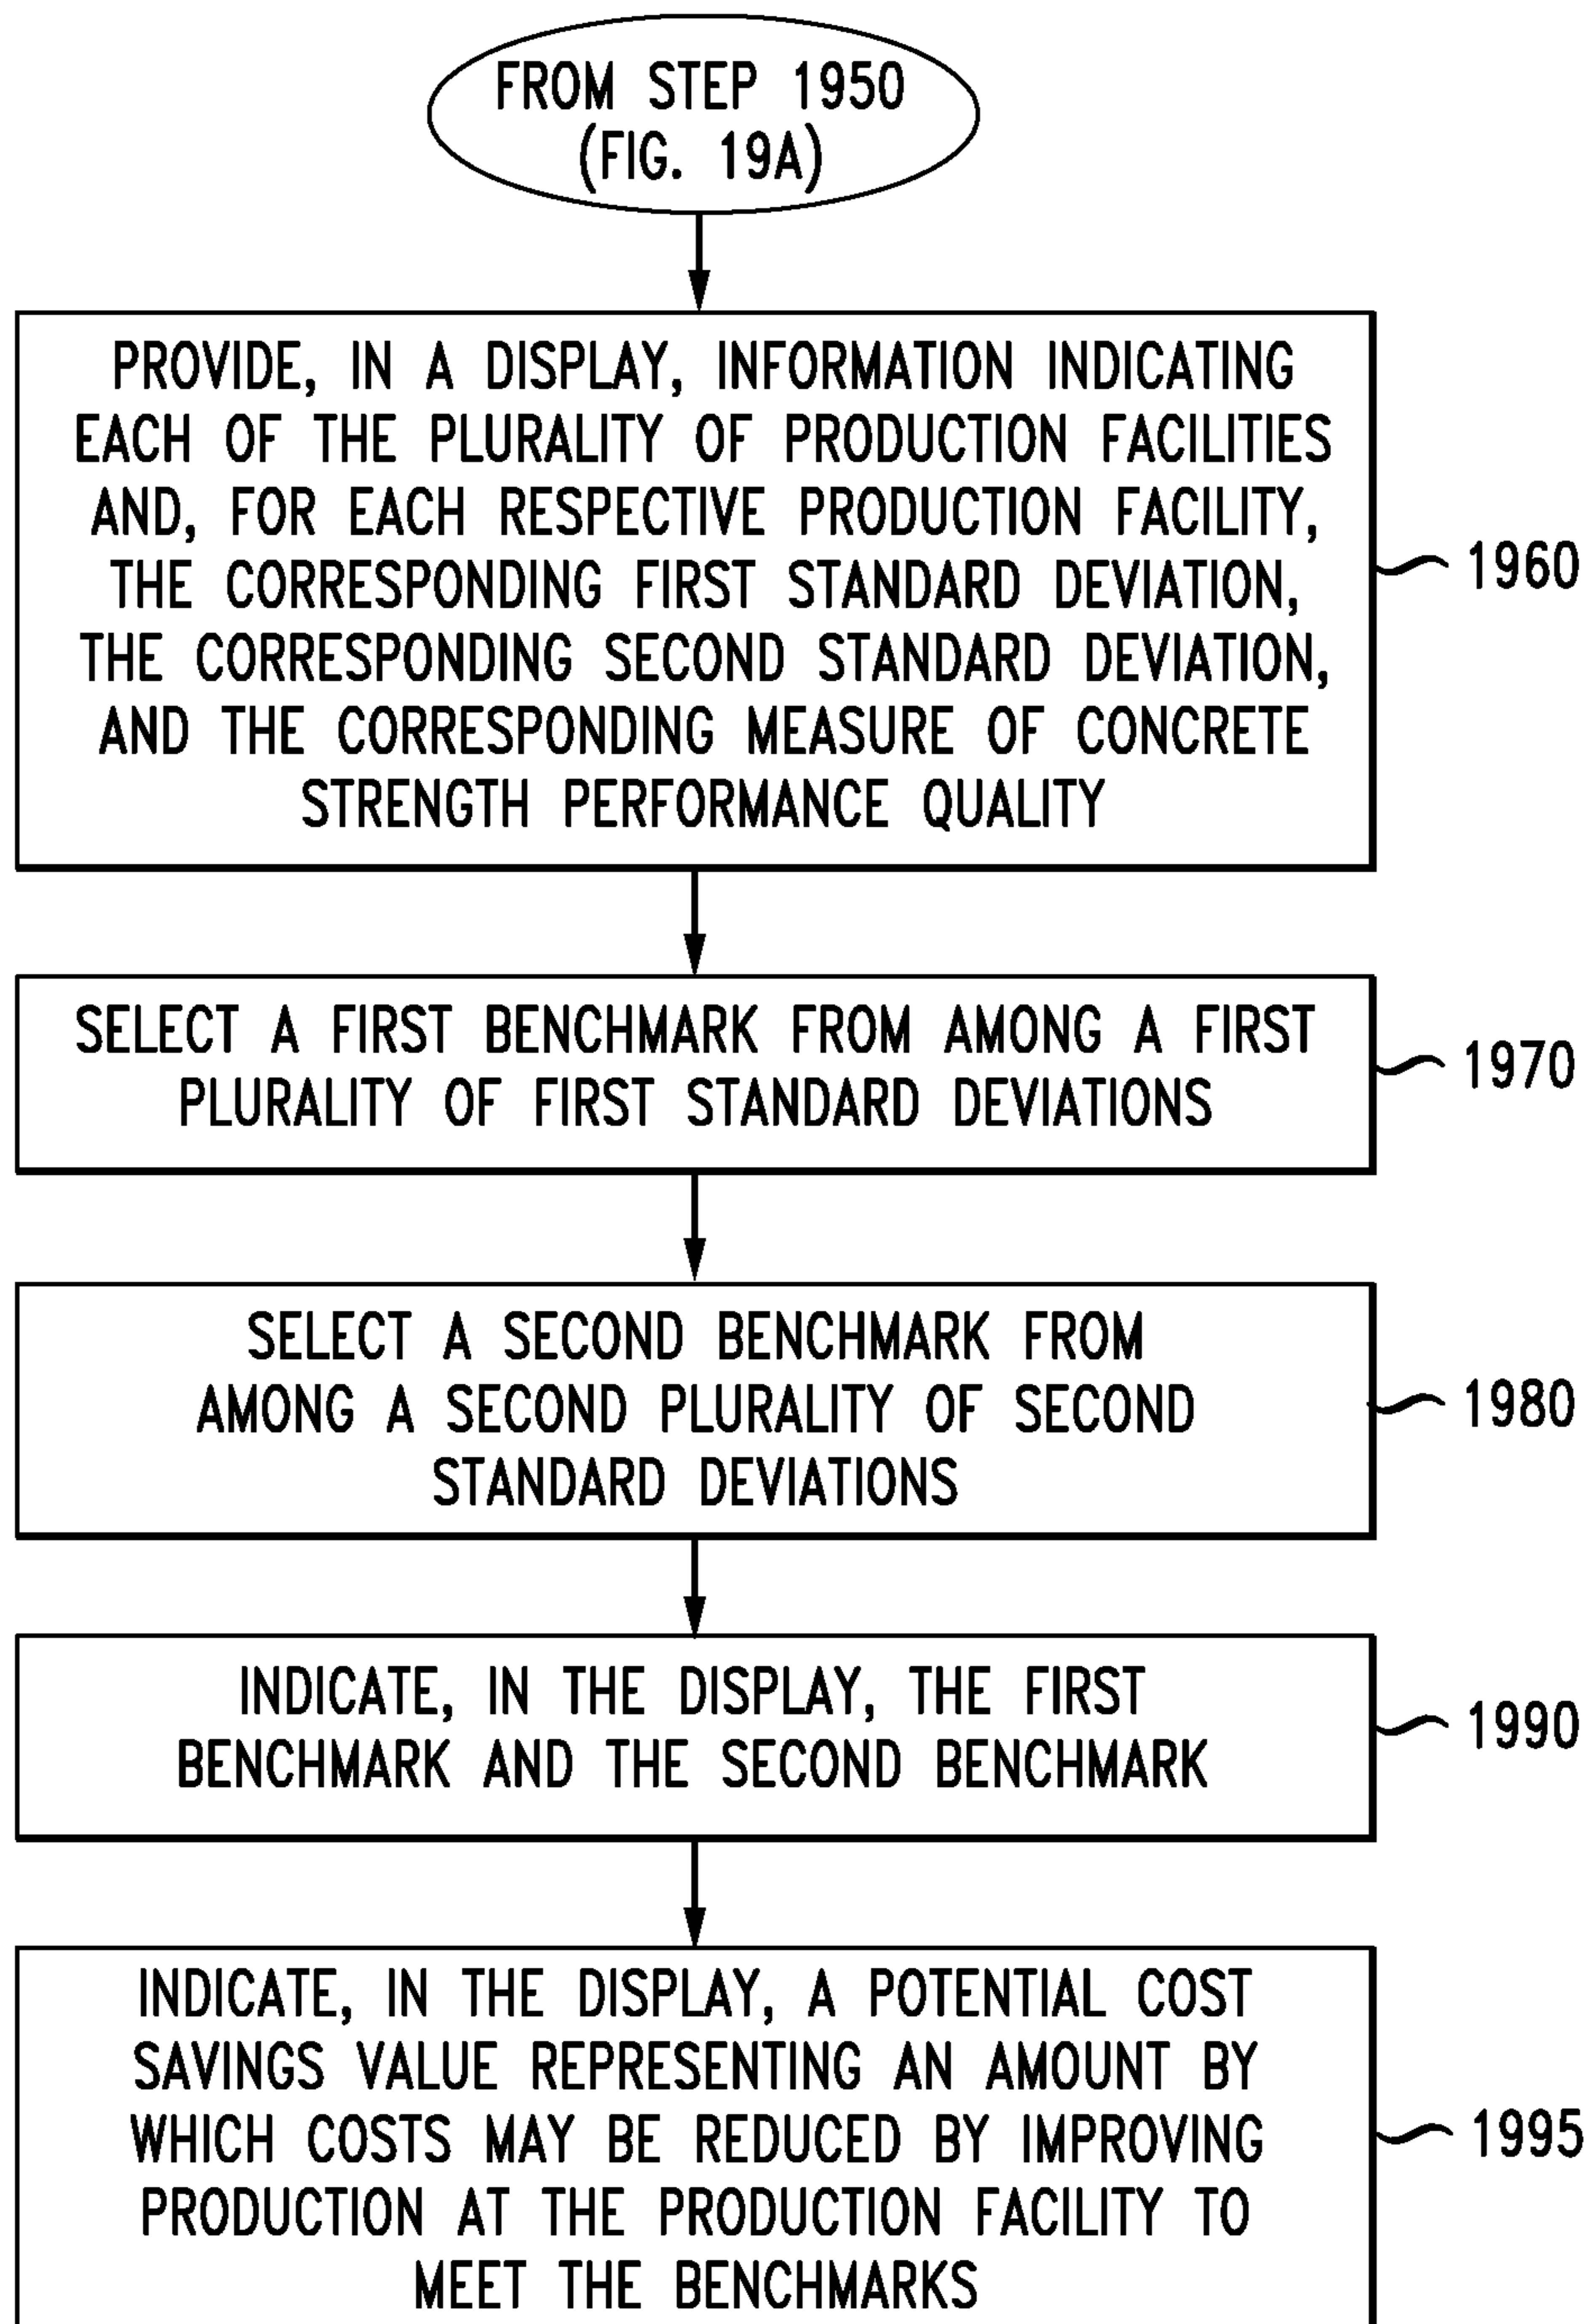 FROM STEP 1950
(FIG. 19A)
PROVIDE, IN A DISPLAY, INFORMATION INDICATING
EACH OF THE PLURALITY OF PRODUCTION FACILITIES
AND, FOR EACH RESPECTIVE PRODUCTION FACILITY,
THE CORRESPONDING FIRST STANDARD DEVIATION,
THE CORRESPONDING SECOND STANDARD DEVIATION,
AND THE CORRESPONDING MEASURE OF CONCRETE
STRENGTH PERFORMANCE QUALITY
1960
SELECT A FIRST BENCHMARK FROM AMONG A FIRST
PLURALITY OF FIRST STANDARD DEVIATIONS
1970
SELECT A SECOND BENCHMARK FROM
AMONG A SECOND PLURALITY OF SECOND
STANDARD DEVIATIONS
1980
INDICATE, IN THE DISPLAY, THE FIRST
BENCHMARK AND THE SECOND BENCHMARK
1990
INDICATE, IN THE DISPLAY, A POTENTIAL COST
SAVINGS VALUE REPRESENTING AN AMOUNT BY
WHICH COSTS MAY BE REDUCED BY IMPROVING
PRODUCTION AT THE PRODUCTION FACILITY TO
MEET THE BENCHMARKS
1995